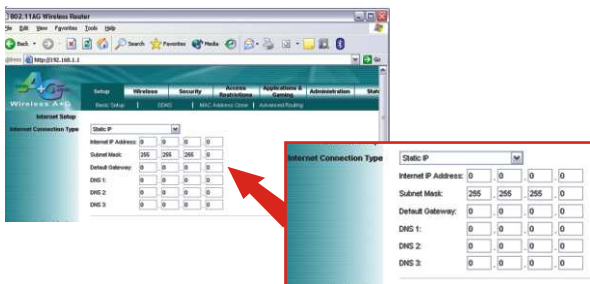 802.11AG Wireless Router
File Edit View Favorites Tools Help
Back Search Favorites Media
Address http://192.168.1.1 Go
A+G
Wireless A+G
Setup Wireless Security Access Restrictions Applications & Gaming Administration Status
Basic Setup | DDNS | MAC Address Clone | Advanced Routing
Internet Setup
Internet Connection Type Static IP
Internet IP Address: 0 . 0 . 0 . 0
Subnet Mask: 255 . 255 . 255 . 0
Default Gateway: 0 . 0 . 0 . 0
DNS 1: 0 . 0 . 0 . 0
DNS 2: 0 . 0 . 0 . 0
DNS 3: 0 . 0 . 0 . 0
Internet Connection Type Static IP
Internet IP Address: 0 . 0 . 0 . 0
Subnet Mask: 255 . 255 . 255 . 0
Default Gateway: 0 . 0 . 0 . 0
DNS 1: 0 . 0 . 0 . 0
DNS 2: 0 . 0 . 0 . 0
DNS 3: 0 . 0 . 0 . 0